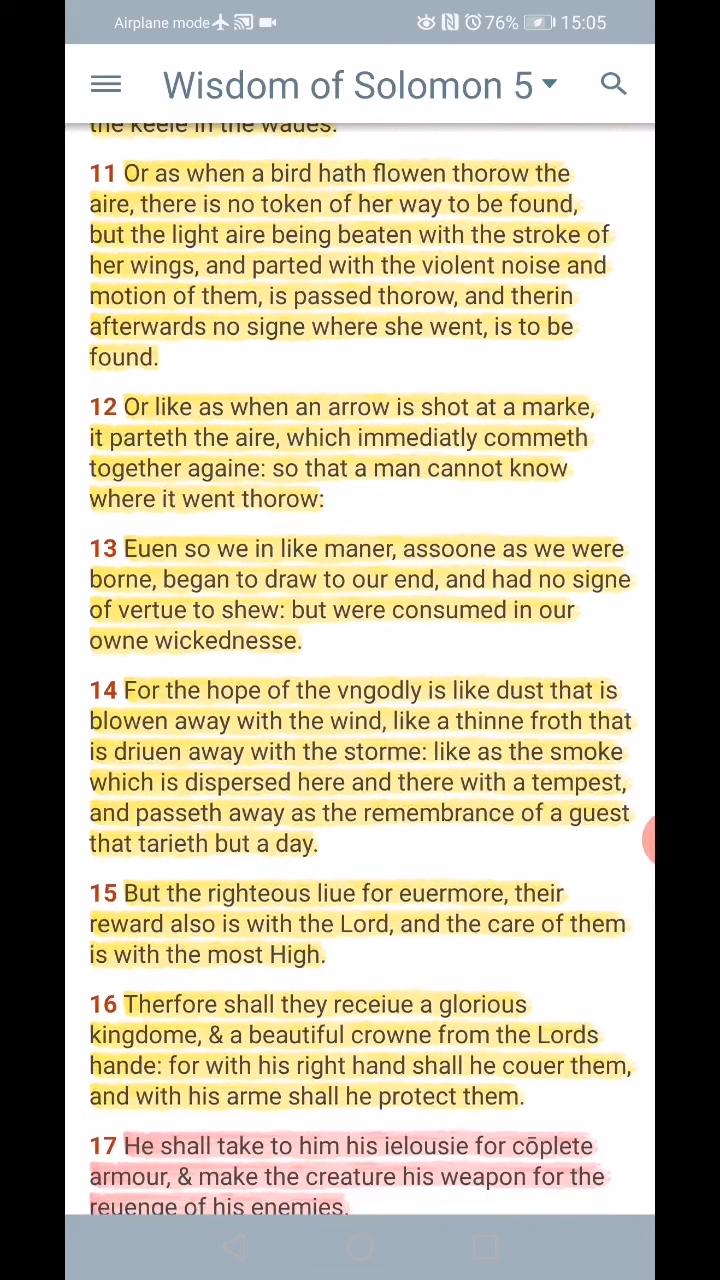 Airplane mode 76% 15:05
Wisdom of Solomon 5
the keele in the waues.
11 Or as when a bird hath flowen thorow the
aire, there is no token of her way to be found,
but the light aire being beaten with the stroke of
her wings, and parted with the violent noise and
motion of them, is passed thorow, and therin
afterwards no signe where she went, is to be
found.
12 Or like as when an arrow is shot at a marke,
it parteth the aire, which immediatly commeth
together againe: so that a man cannot know
where it went thorow:
13 Euen so we in like maner, assoone as we were
borne, began to draw to our end, and had no signe
of vertue to shew: but were consumed in our
owne wickednesse.
14 For the hope of the vngodly is like dust that is
blowen away with the wind, like a thinne froth that
is driuen away with the storme: like as the smoke
which is dispersed here and there with a tempest,
and passeth away as the remembrance of a guest
that tarieth but a day.
15 But the righteous liue for euermore, their
reward also is with the Lord, and the care of them
is with the most High.
16 Therfore shall they receiue a glorious
kingdome, & a beautiful crowne from the Lords
hande: for with his right hand shall he couer them,
and with his arme shall he protect them.
17 He shall take to him his ielousie for cōplete
armour, & make the creature his weapon for the
reuenge of his enemies.